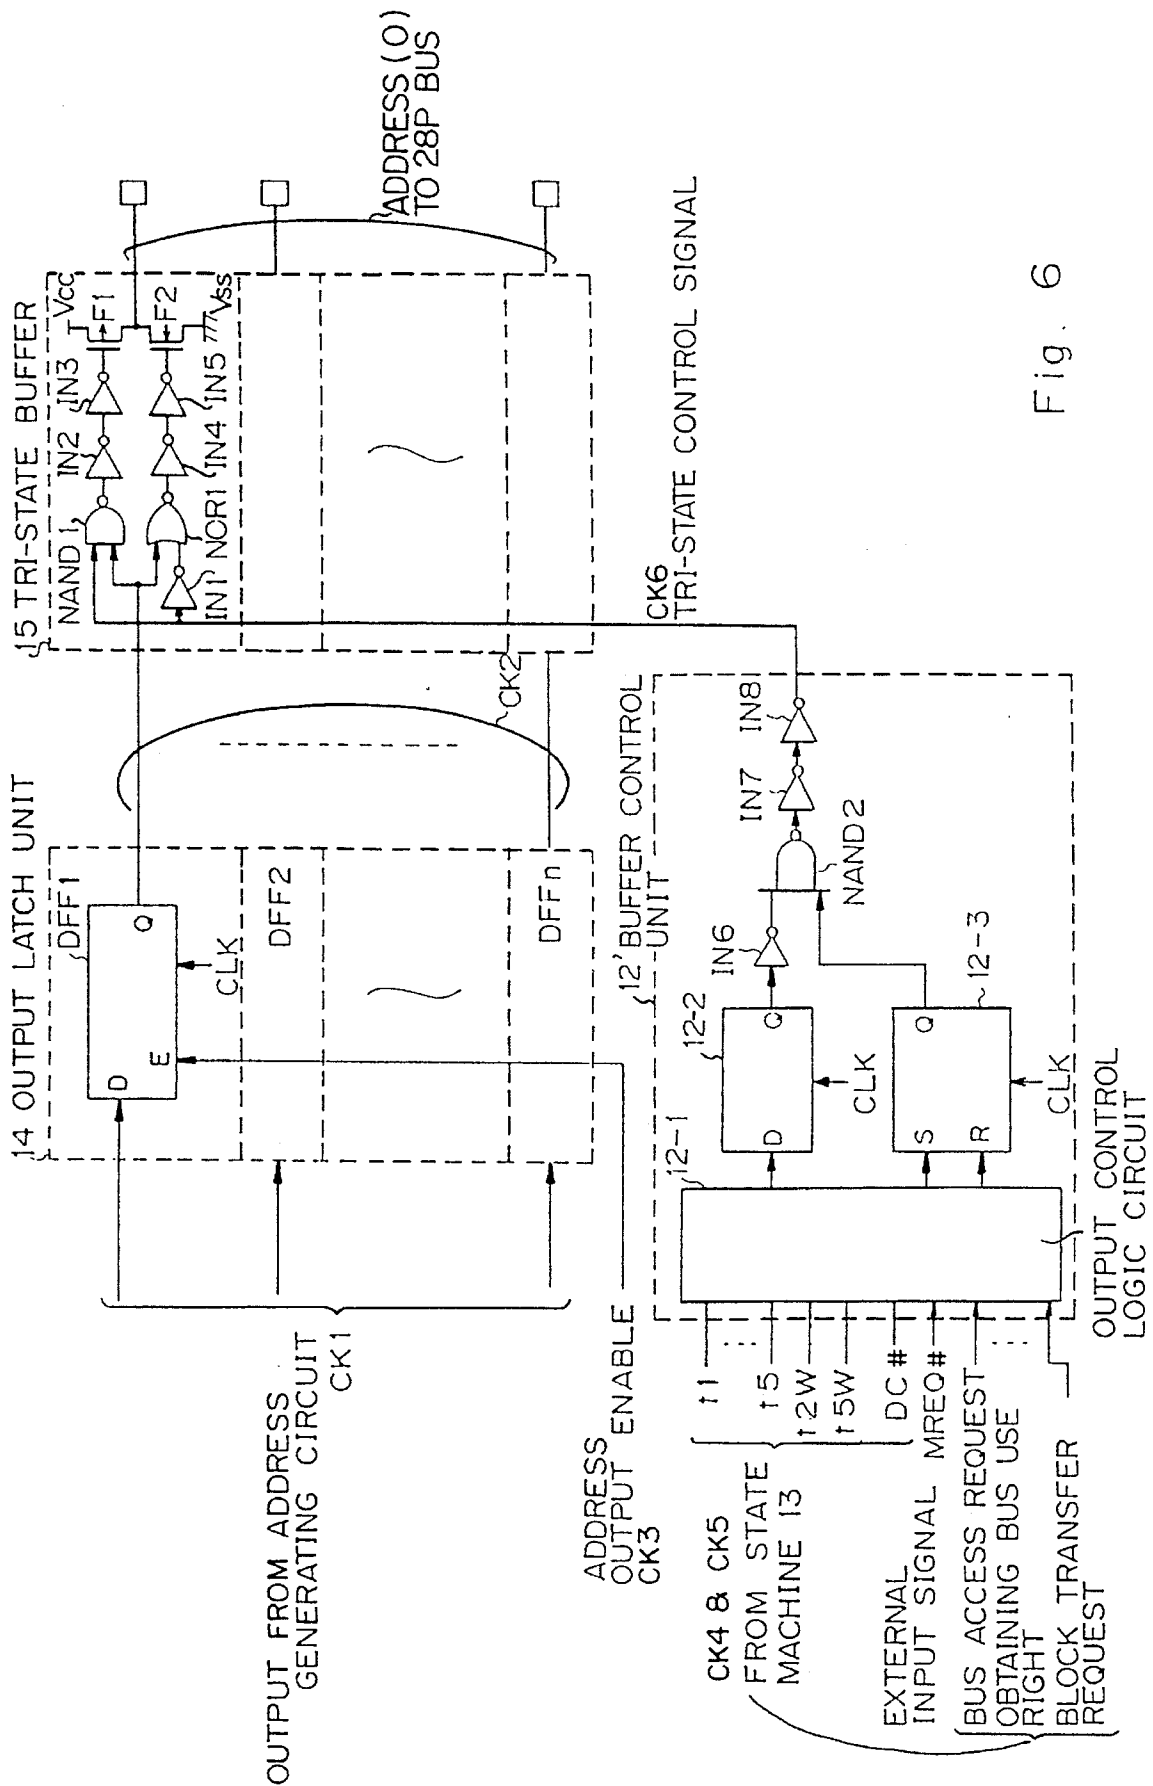 15 TRI-STATE BUFFER
Vcc
NAND1
IN2
IN3
F1
F2
IN1'
NOR1
IN4
IN5
Vss
ADDRESS (O)
TO 28P BUS
14 OUTPUT LATCH UNIT
DFF1
D
Q
E
CLK
DFF2
DFFn
CK2
OUTPUT FROM ADDRESS
GENERATING CIRCUIT
CK1
ADDRESS
OUTPUT ENABLE
CK3
CK6
TRI-STATE CONTROL SIGNAL
12' BUFFER CONTROL
UNIT
12-1
12-2
D
Q
CLK
IN6
IN7
IN8
NAND2
12-3
S
R
Q
CLK
OUTPUT CONTROL
LOGIC CIRCUIT
t1
t5
t2W
t5W
DC#
CK4 & CK5
FROM STATE
MACHINE 13
EXTERNAL
INPUT SIGNAL MREQ#
BUS ACCESS REQUEST
OBTAINING BUS USE
RIGHT
BLOCK TRANSFER
REQUEST
Fig. 6